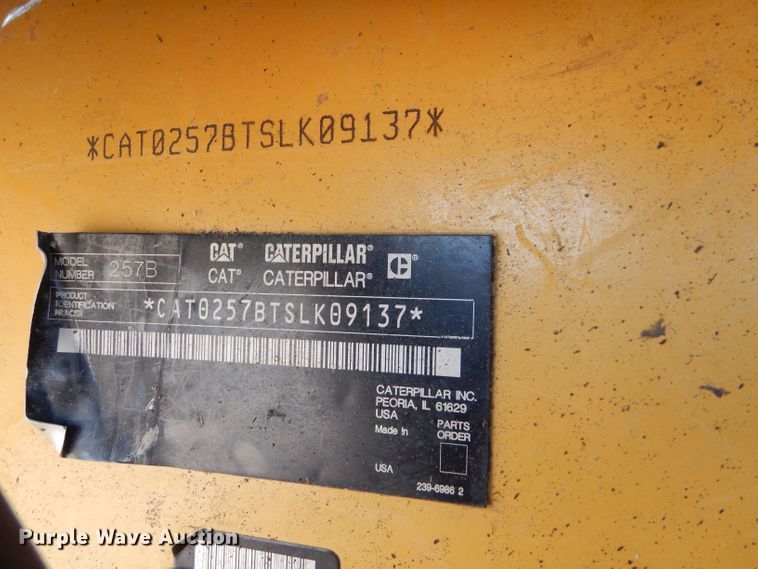 *CAT0257BTSLK09137*
MODEL NUMBER 257B
CAT® CATERPILLAR® C
CAT® CATERPILLAR®
PRODUCT IDENTIFICATION NUMBER *CAT0257BTSLK09137*
CATERPILLAR INC.
PEORIA, IL 61629
USA
Made In PARTS ORDER
USA
239-6986 2
Purple Wave Auction